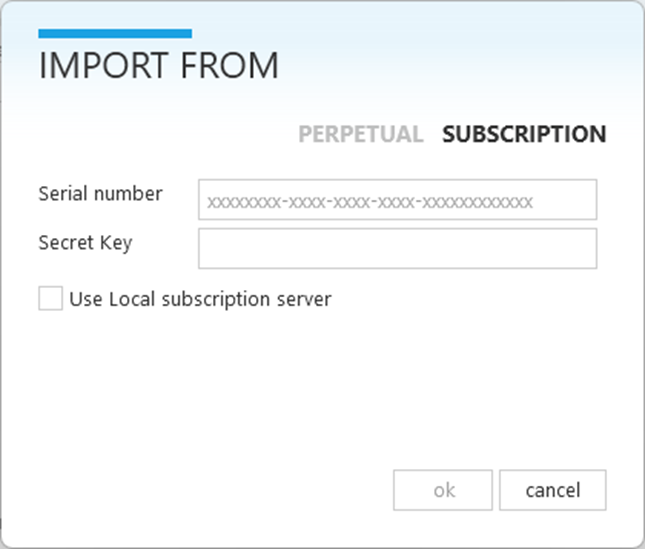 IMPORT FROM
PERPETUAL SUBSCRIPTION
Serial number xxxxxxxx-xxxx-xxxx-xxxx-xxxxxxxxxxxx
Secret Key
Use Local subscription server
ok cancel